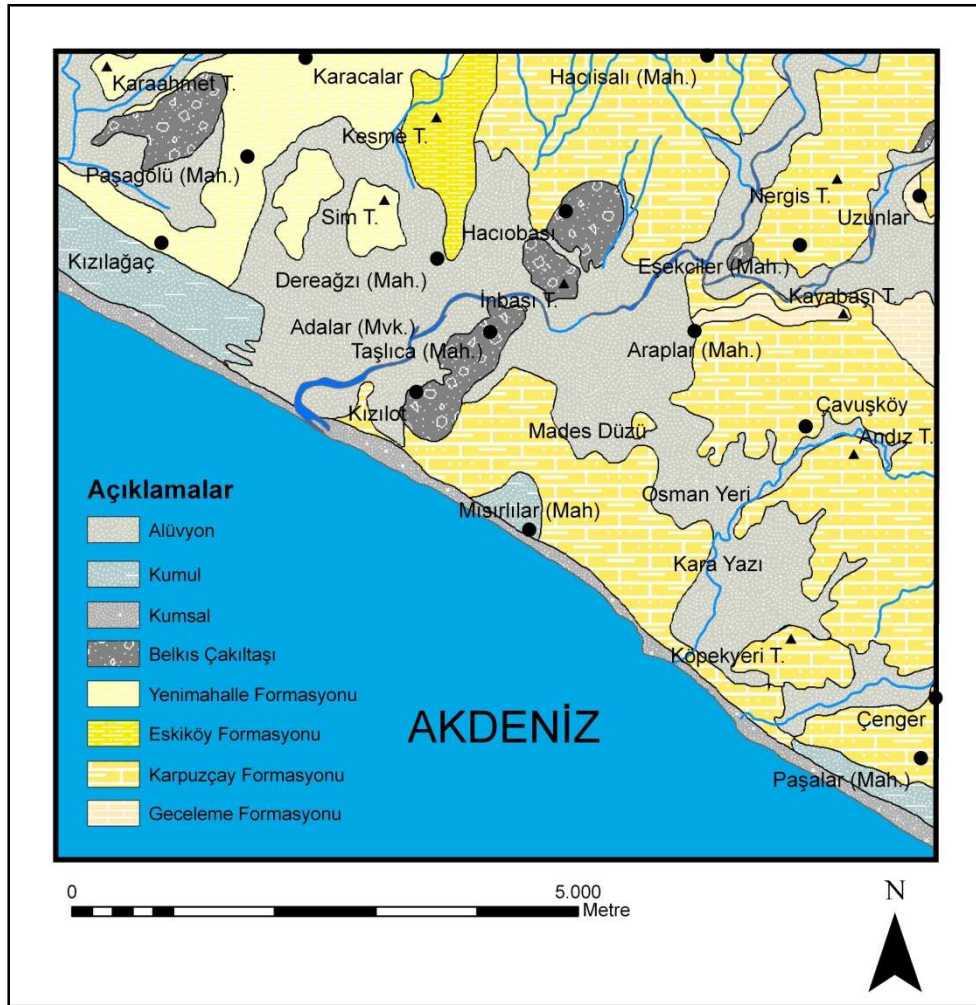 Karaahmet T.
Karacalar
Hacıisalı (Mah.)
Kesme T.
Paşagölü (Mah.)
Nergis T.
Sim T.
Uzunlar
Hacıobası
Kızılağaç
Dereağzı (Mah.)
Eşekciler (Mah.)
İnbaşı T.
Kayabaşı T.
Adalar (Mvk.)
Taşlıca (Mah.)
Araplar (Mah.)
Kızılot
Çavuşköy
Mades Düzü
Andız T.
Osman Yeri
Mısırlılar (Mah)
Kara Yazı
Köpekyeri T.
Çenger
Paşalar (Mah.)
AKDENİZ
Açıklamalar
Alüvyon
Kumul
Kumsal
Belkıs Çakıltaşı
Yenimahalle Formasyonu
Eskiköy Formasyonu
Karpuzçay Formasyonu
Geceleme Formasyonu
0
5.000
Metre
N